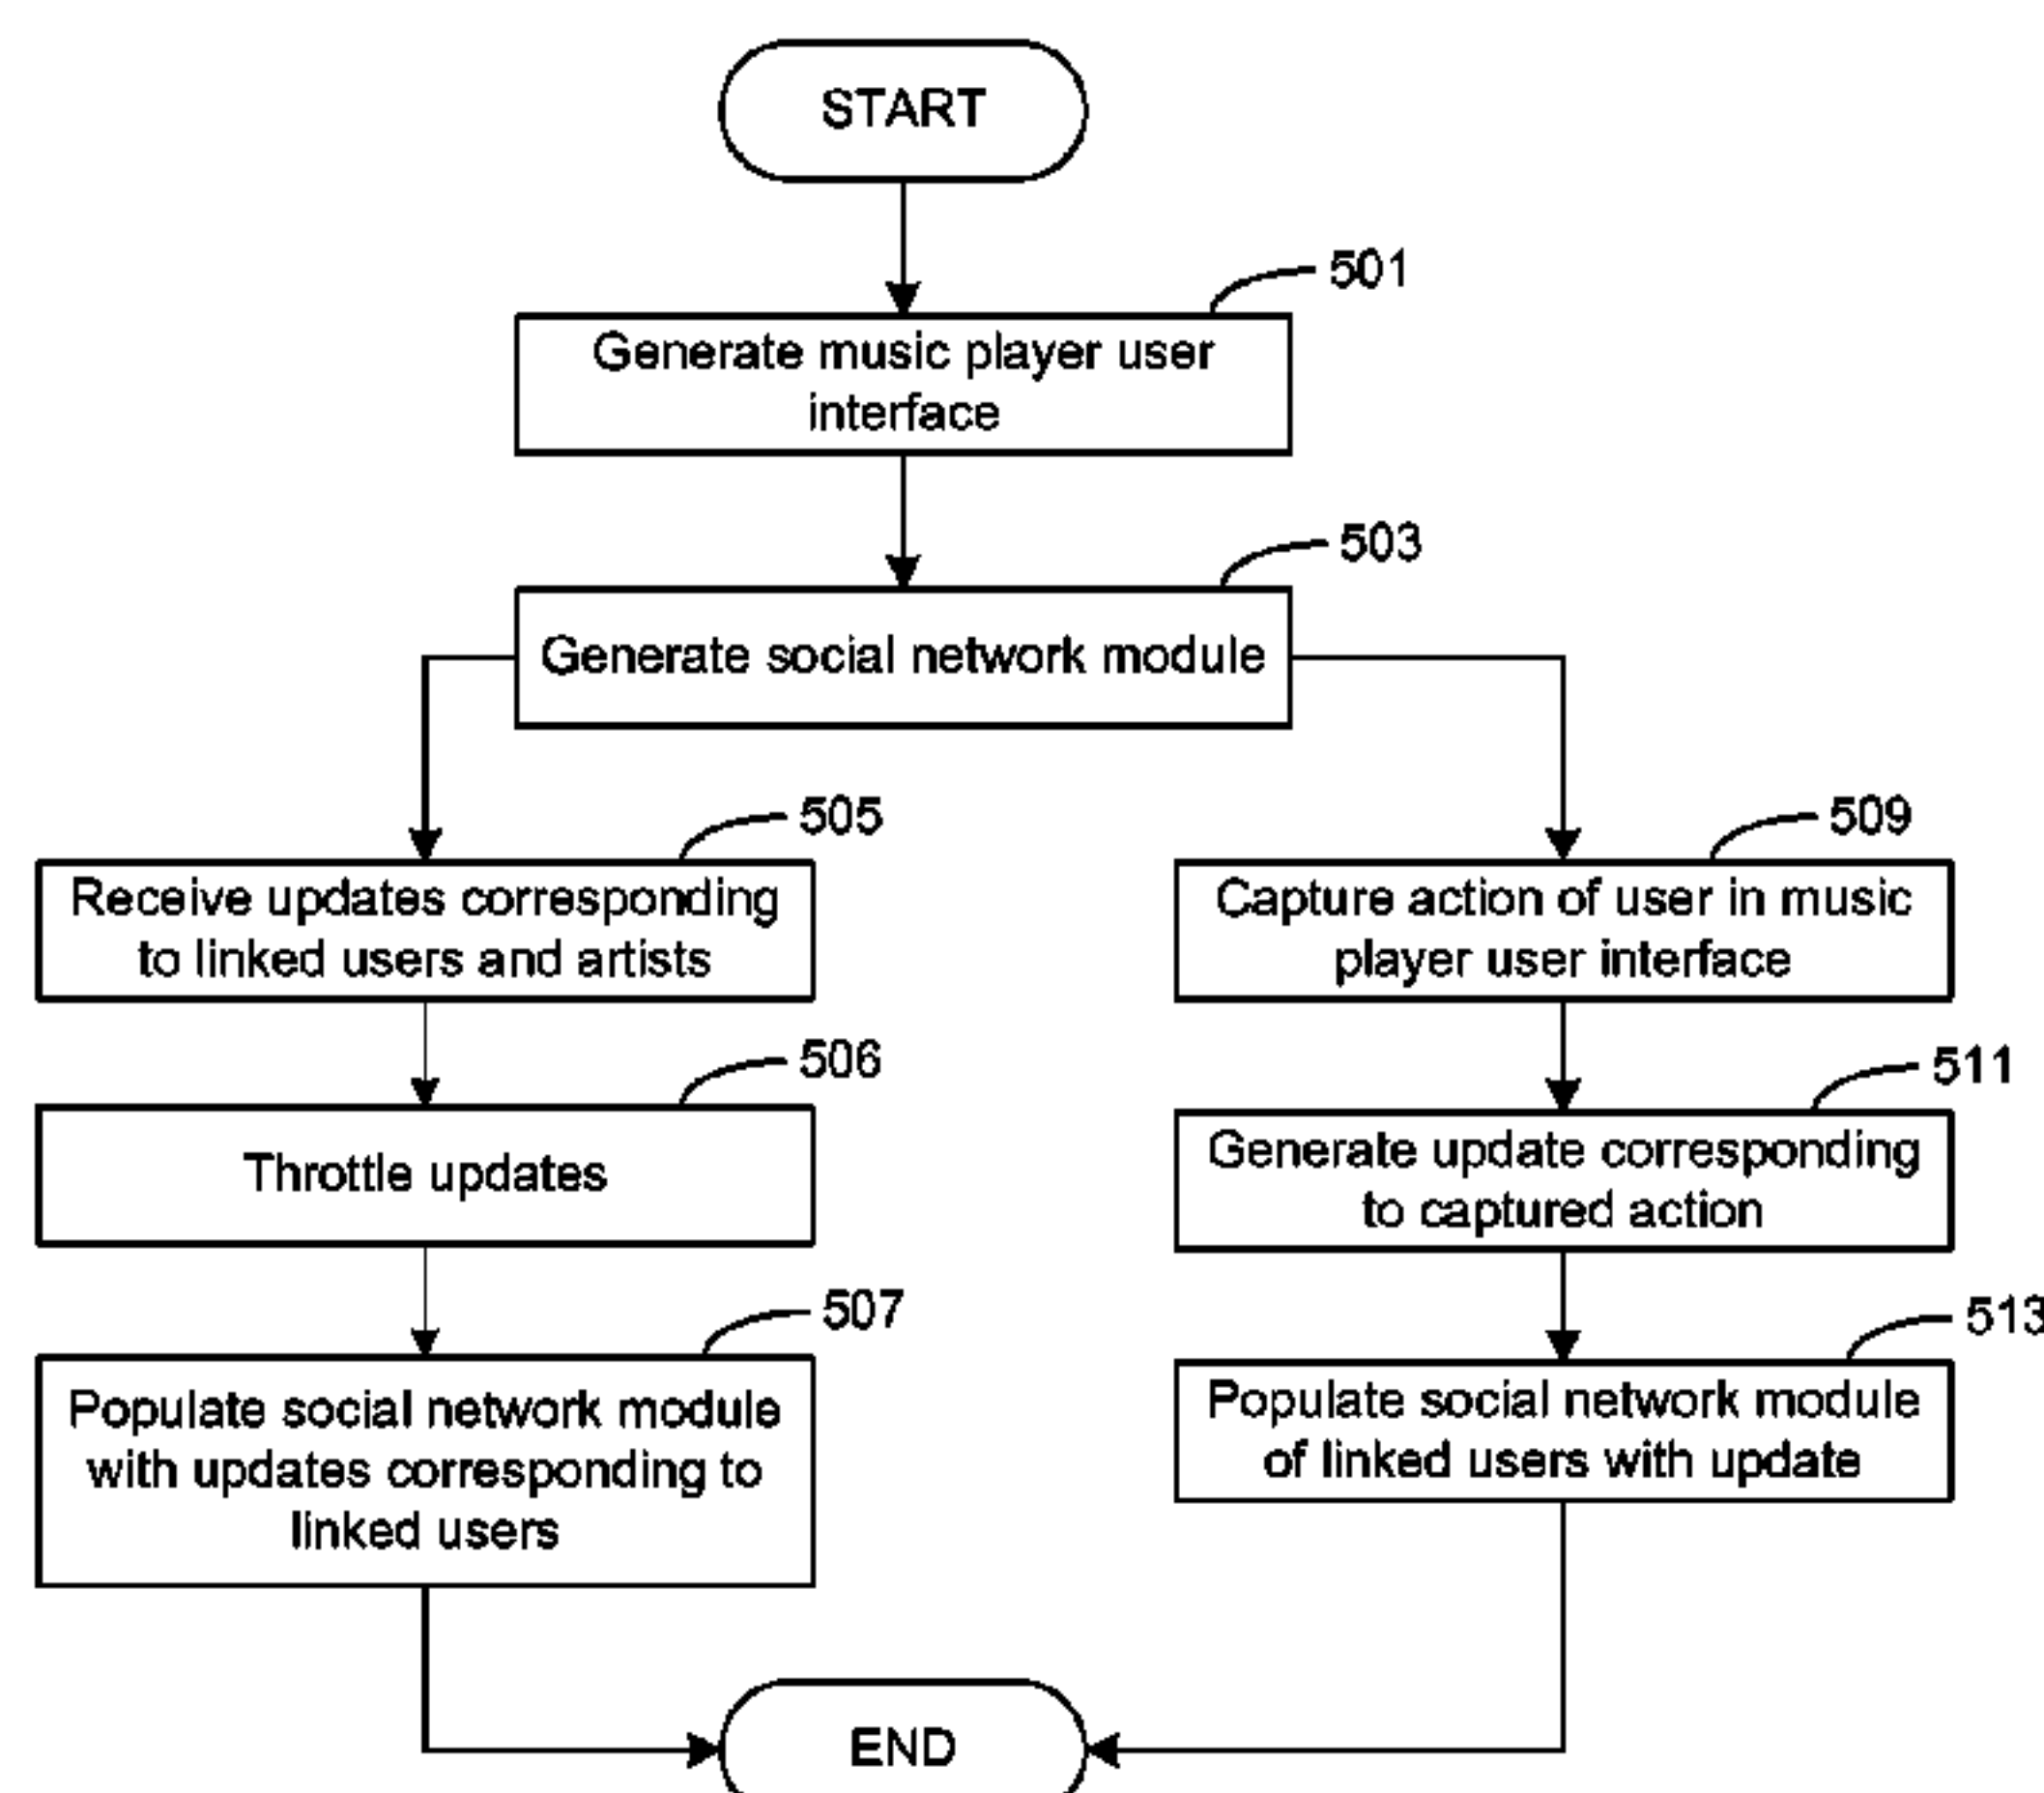 START
501
Generate music player user
interface
503
Generate social network module
505
Receive updates corresponding
to linked users and artists
506
Throttle updates
507
Populate social network module
with updates corresponding to
linked users
509
Capture action of user in music
player user interface
511
Generate update corresponding
to captured action
513
Populate social network module
of linked users with update
END